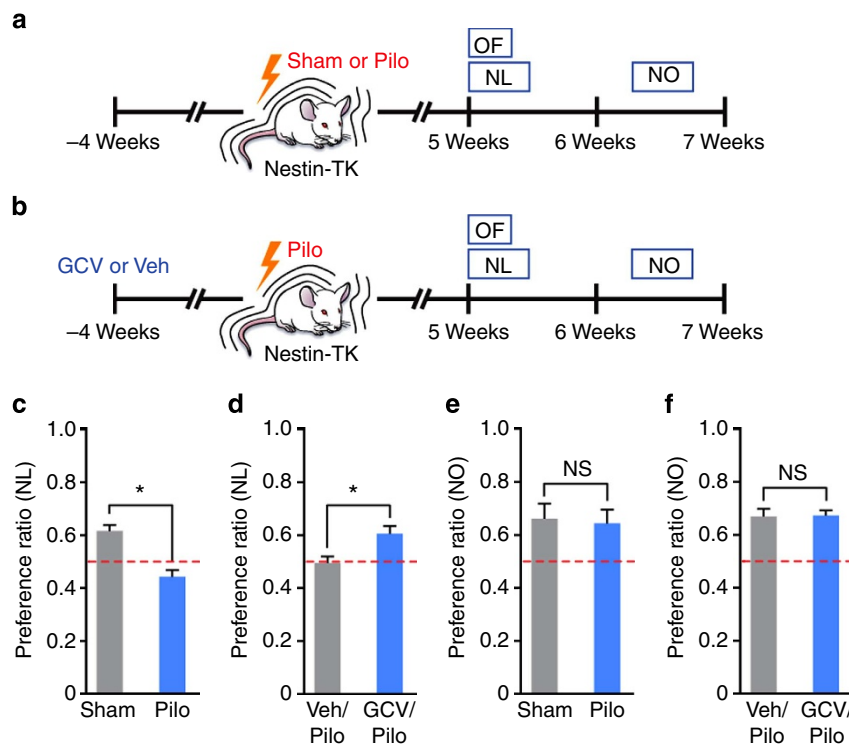 a
Sham or Pilo
OF
NL
NO
–4 Weeks
Nestin-TK
5 Weeks
6 Weeks
7 Weeks
b
GCV or Veh
Pilo
OF
NL
NO
–4 Weeks
Nestin-TK
5 Weeks
6 Weeks
7 Weeks
c
Preference ratio (NL)
1.0
0.8
0.6
0.4
0.2
0
*
Sham
Pilo
d
Preference ratio (NL)
1.0
0.8
0.6
0.4
0.2
0
*
Veh/
Pilo
GCV/
Pilo
e
Preference ratio (NO)
1.0
0.8
0.6
0.4
0.2
0
NS
Sham
Pilo
f
Preference ratio (NO)
1.0
0.8
0.6
0.4
0.2
0
NS
Veh/
Pilo
GCV/
Pilo